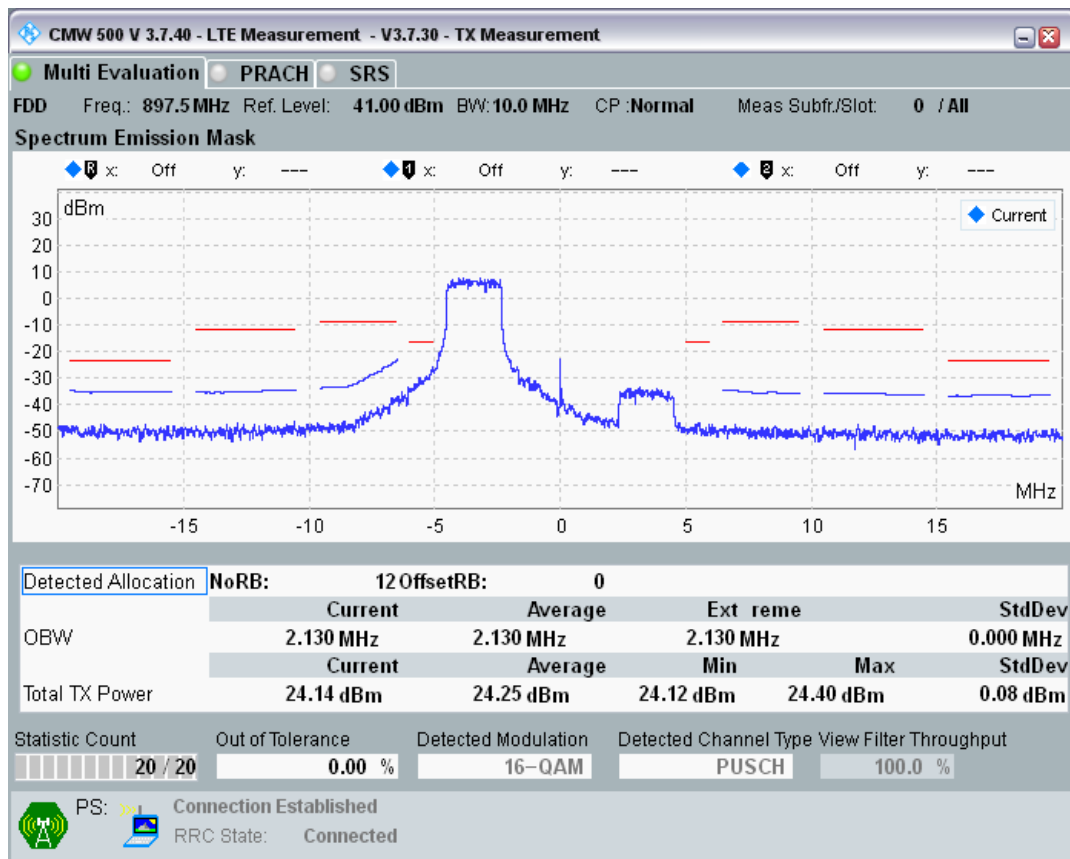 CMW 500 V 3.7.40 - LTE Measurement - V3.7.30 - TX Measurement
Multi Evaluation PRACH SRS
FDD Freq.: 897.5 MHz Ref. Level: 41.00 dBm BW: 10.0 MHz CP :Normal Meas Subfr./Slot: 0 / All
Spectrum Emission Mask
R x: Off y: --- 1 x: Off y: --- 2 x: Off y: ---
dBm
Current
30
20
10
0
-10
-20
-30
-40
-50
-60
-70
MHz
-15 -10 -5 0 5 10 15
Detected Allocation NoRB: 12 OffsetRB: 0
Current Average Ext reme StdDev
OBW 2.130 MHz 2.130 MHz 2.130 MHz 0.000 MHz
Current Average Min Max StdDev
Total TX Power 24.14 dBm 24.25 dBm 24.12 dBm 24.40 dBm 0.08 dBm
Statistic Count Out of Tolerance Detected Modulation Detected Channel Type View Filter Throughput
20 / 20 0.00 % 16-QAM PUSCH 100.0 %
PS: Connection Established
RRC State: Connected